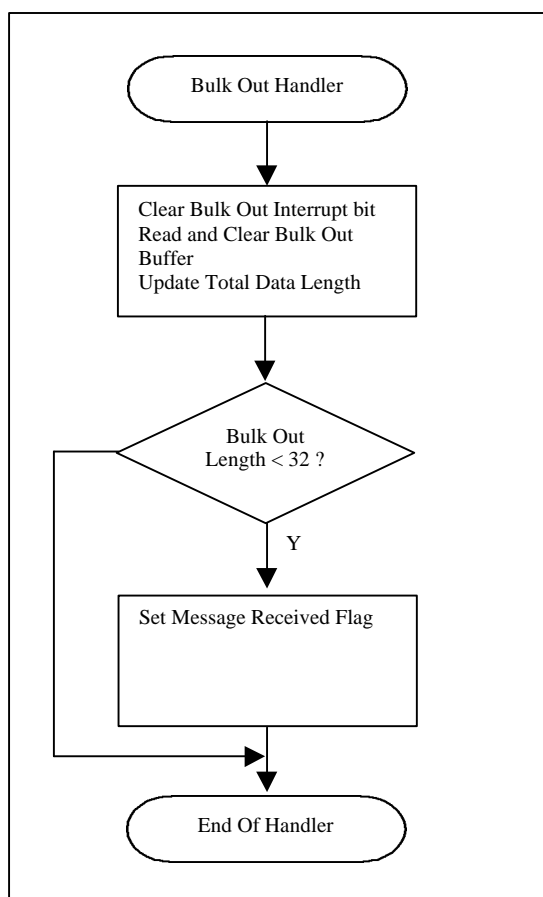 Bulk Out Handler
Clear Bulk Out Interrupt bit
Read and Clear Bulk Out
Buffer
Update Total Data Length
Bulk Out
Length < 32 ?
Y
Set Message Received Flag
End Of Handler